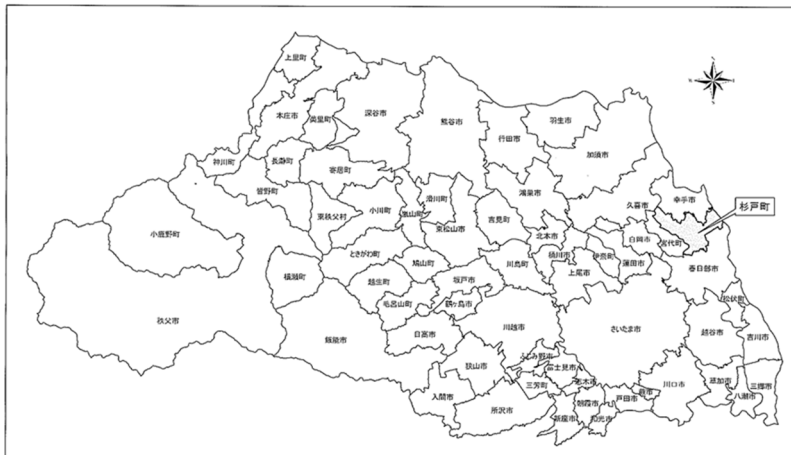 上里町
本庄市
美里町
深谷市
熊谷市
行田市
羽生市
加須市
神川町
長瀞町
寄居町
皆野町
小鹿野町
東秩父村
小川町
嵐山町
滑川町
東松山市
吉見町
鴻巣市
北本市
久喜市
幸手市
杉戸町
白岡市
宮代町
春日部市
横瀬町
ときがわ町
越生町
鳩山町
毛呂山町
坂戸市
鶴ヶ島市
川島町
桶川市
上尾市
伊奈町
蓮田市
秩父市
飯能市
日高市
川越市
さいたま市
越谷市
松伏町
吉川市
狭山市
ふじみ野市
富士見市
三芳町
志木市
入間市
所沢市
新座市
朝霞市
和光市
戸田市
蕨市
川口市
草加市
八潮市
三郷市